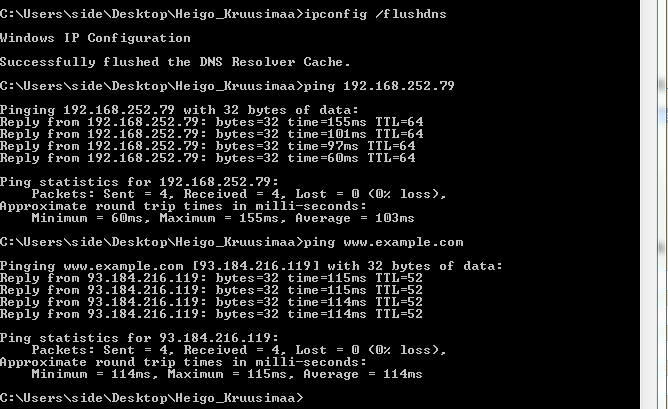 C:\Users\side\Desktop\Heigo_Kruusimaa>ipconfig /flushdns
Windows IP Configuration
Successfully flushed the DNS Resolver Cache.
C:\Users\side\Desktop\Heigo_Kruusimaa>ping 192.168.252.79
Pinging 192.168.252.79 with 32 bytes of data:
Reply from 192.168.252.79: bytes=32 time=155ms TTL=64
Reply from 192.168.252.79: bytes=32 time=101ms TTL=64
Reply from 192.168.252.79: bytes=32 time=97ms TTL=64
Reply from 192.168.252.79: bytes=32 time=60ms TTL=64
Ping statistics for 192.168.252.79:
    Packets: Sent = 4, Received = 4, Lost = 0 (0% loss),
Approximate round trip times in milli-seconds:
    Minimum = 60ms, Maximum = 155ms, Average = 103ms
C:\Users\side\Desktop\Heigo_Kruusimaa>ping www.example.com
Pinging www.example.com [93.184.216.119] with 32 bytes of data:
Reply from 93.184.216.119: bytes=32 time=115ms TTL=52
Reply from 93.184.216.119: bytes=32 time=115ms TTL=52
Reply from 93.184.216.119: bytes=32 time=114ms TTL=52
Reply from 93.184.216.119: bytes=32 time=114ms TTL=52
Ping statistics for 93.184.216.119:
    Packets: Sent = 4, Received = 4, Lost = 0 (0% loss),
Approximate round trip times in milli-seconds:
    Minimum = 114ms, Maximum = 115ms, Average = 114ms
C:\Users\side\Desktop\Heigo_Kruusimaa>